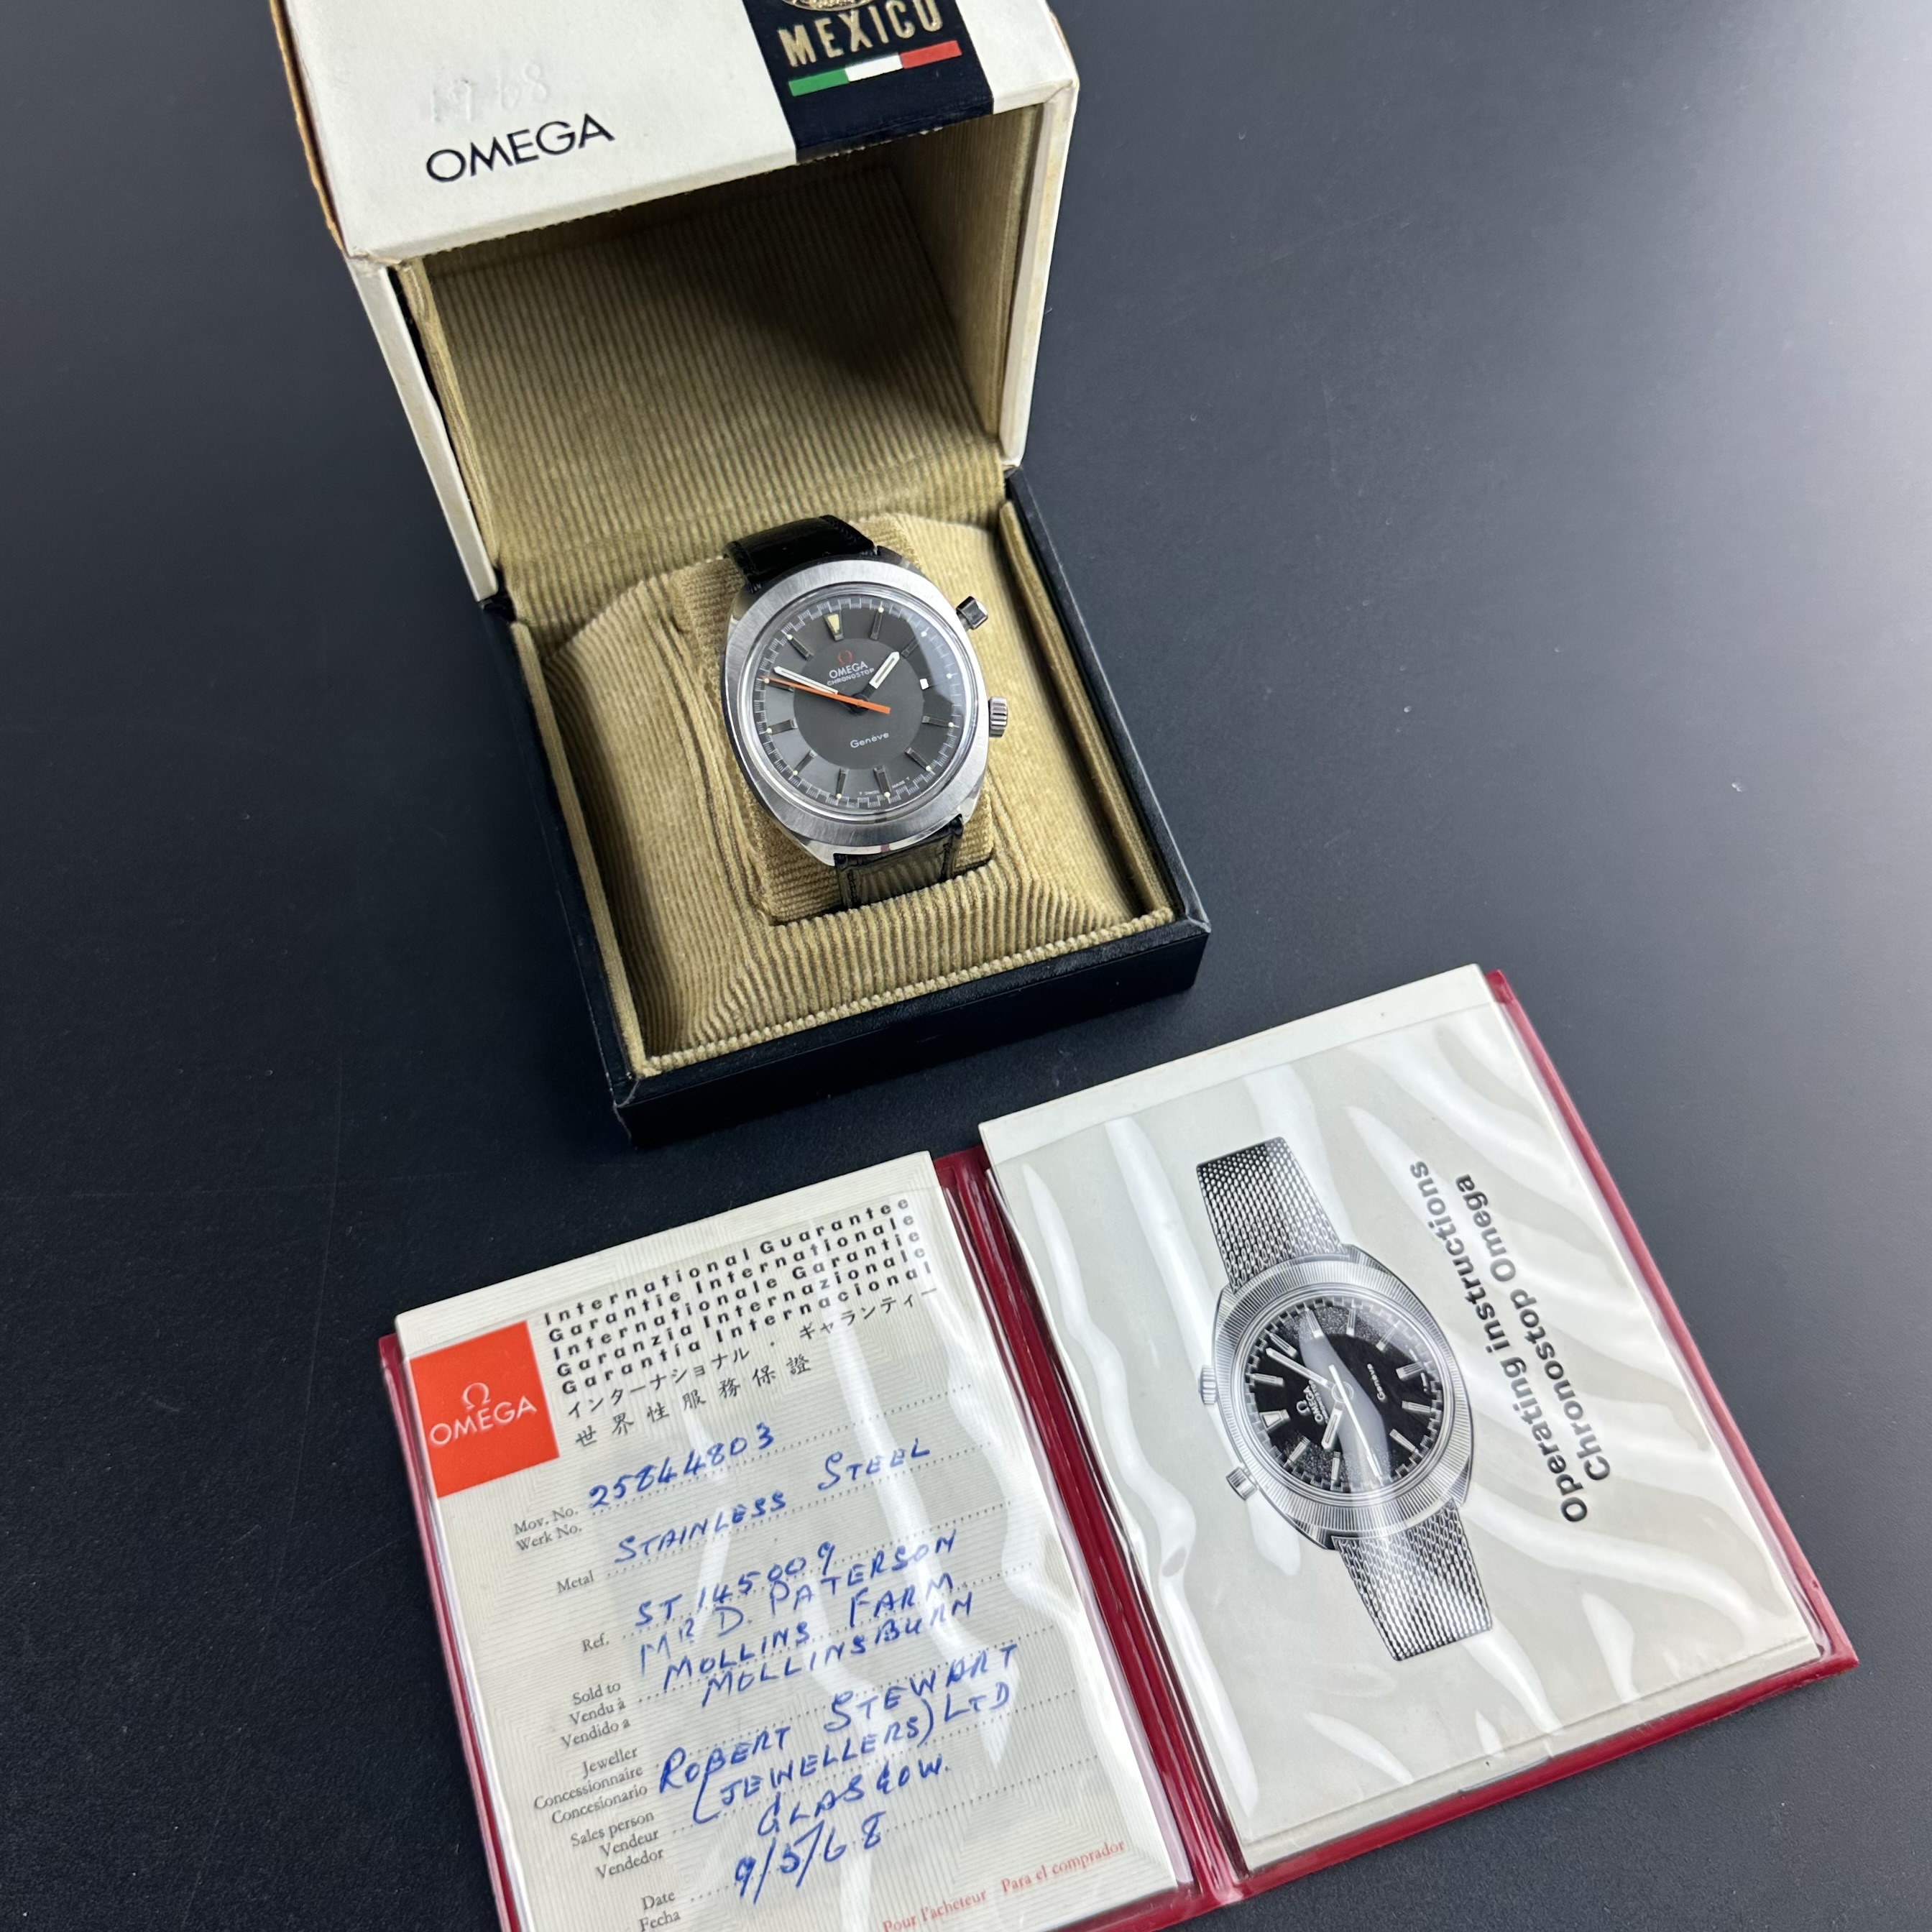 MEXICO
1968
OMEGA
OMEGA
CHRONOSTOP
Genève
International Guarantee
Garantie Internationale
Internationale Garantie
Garanzia Internazionale
Garantía Internacional
インターナショナル・ギャランティー
世界性服務保證
Ω
OMEGA
Mov. No. 25844803
Werk No.
Metal STAINLESS STEEL
Ref. ST 145009
Sold to MR D. PATERSON
Vendu à MOLLINS FARM
Vendido a MOLLINSBURN
Jeweller ROBERT STEWART
Concessionnaire (JEWELLERS) LTD
Concesionario GLASGOW.
Sales person
Vendeur
Vendedor
Date 9/5/68
Fecha
Pour l'acheteur Para el comprador
Operating instructions
Chronostop Omega
Ω
OMEGA
Genève